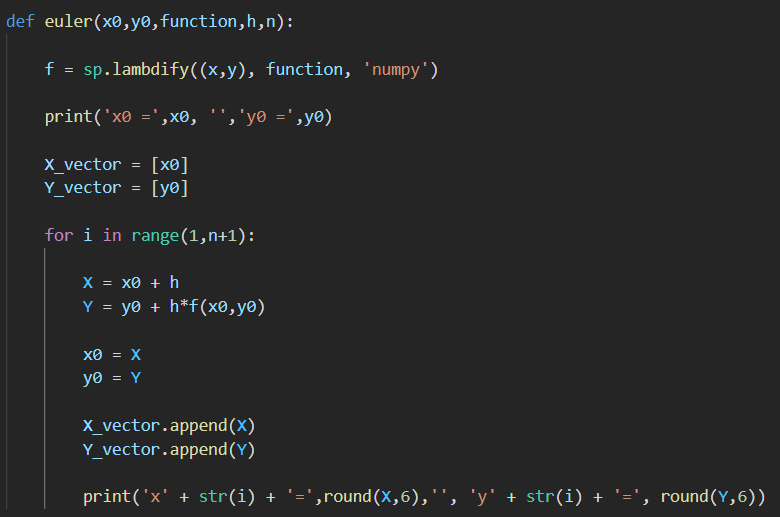 def euler(x0,y0,function,h,n):
f = sp.lambdify((x,y), function, 'numpy')
print('x0 =',x0, '','y0 =',y0)
X_vector = [x0]
Y_vector = [y0]
for i in range(1,n+1):
X = x0 + h
Y = y0 + h*f(x0,y0)
x0 = X
y0 = Y
X_vector.append(X)
Y_vector.append(Y)
print('x' + str(i) + '=',round(X,6),'', 'y' + str(i) + '=', round(Y,6))